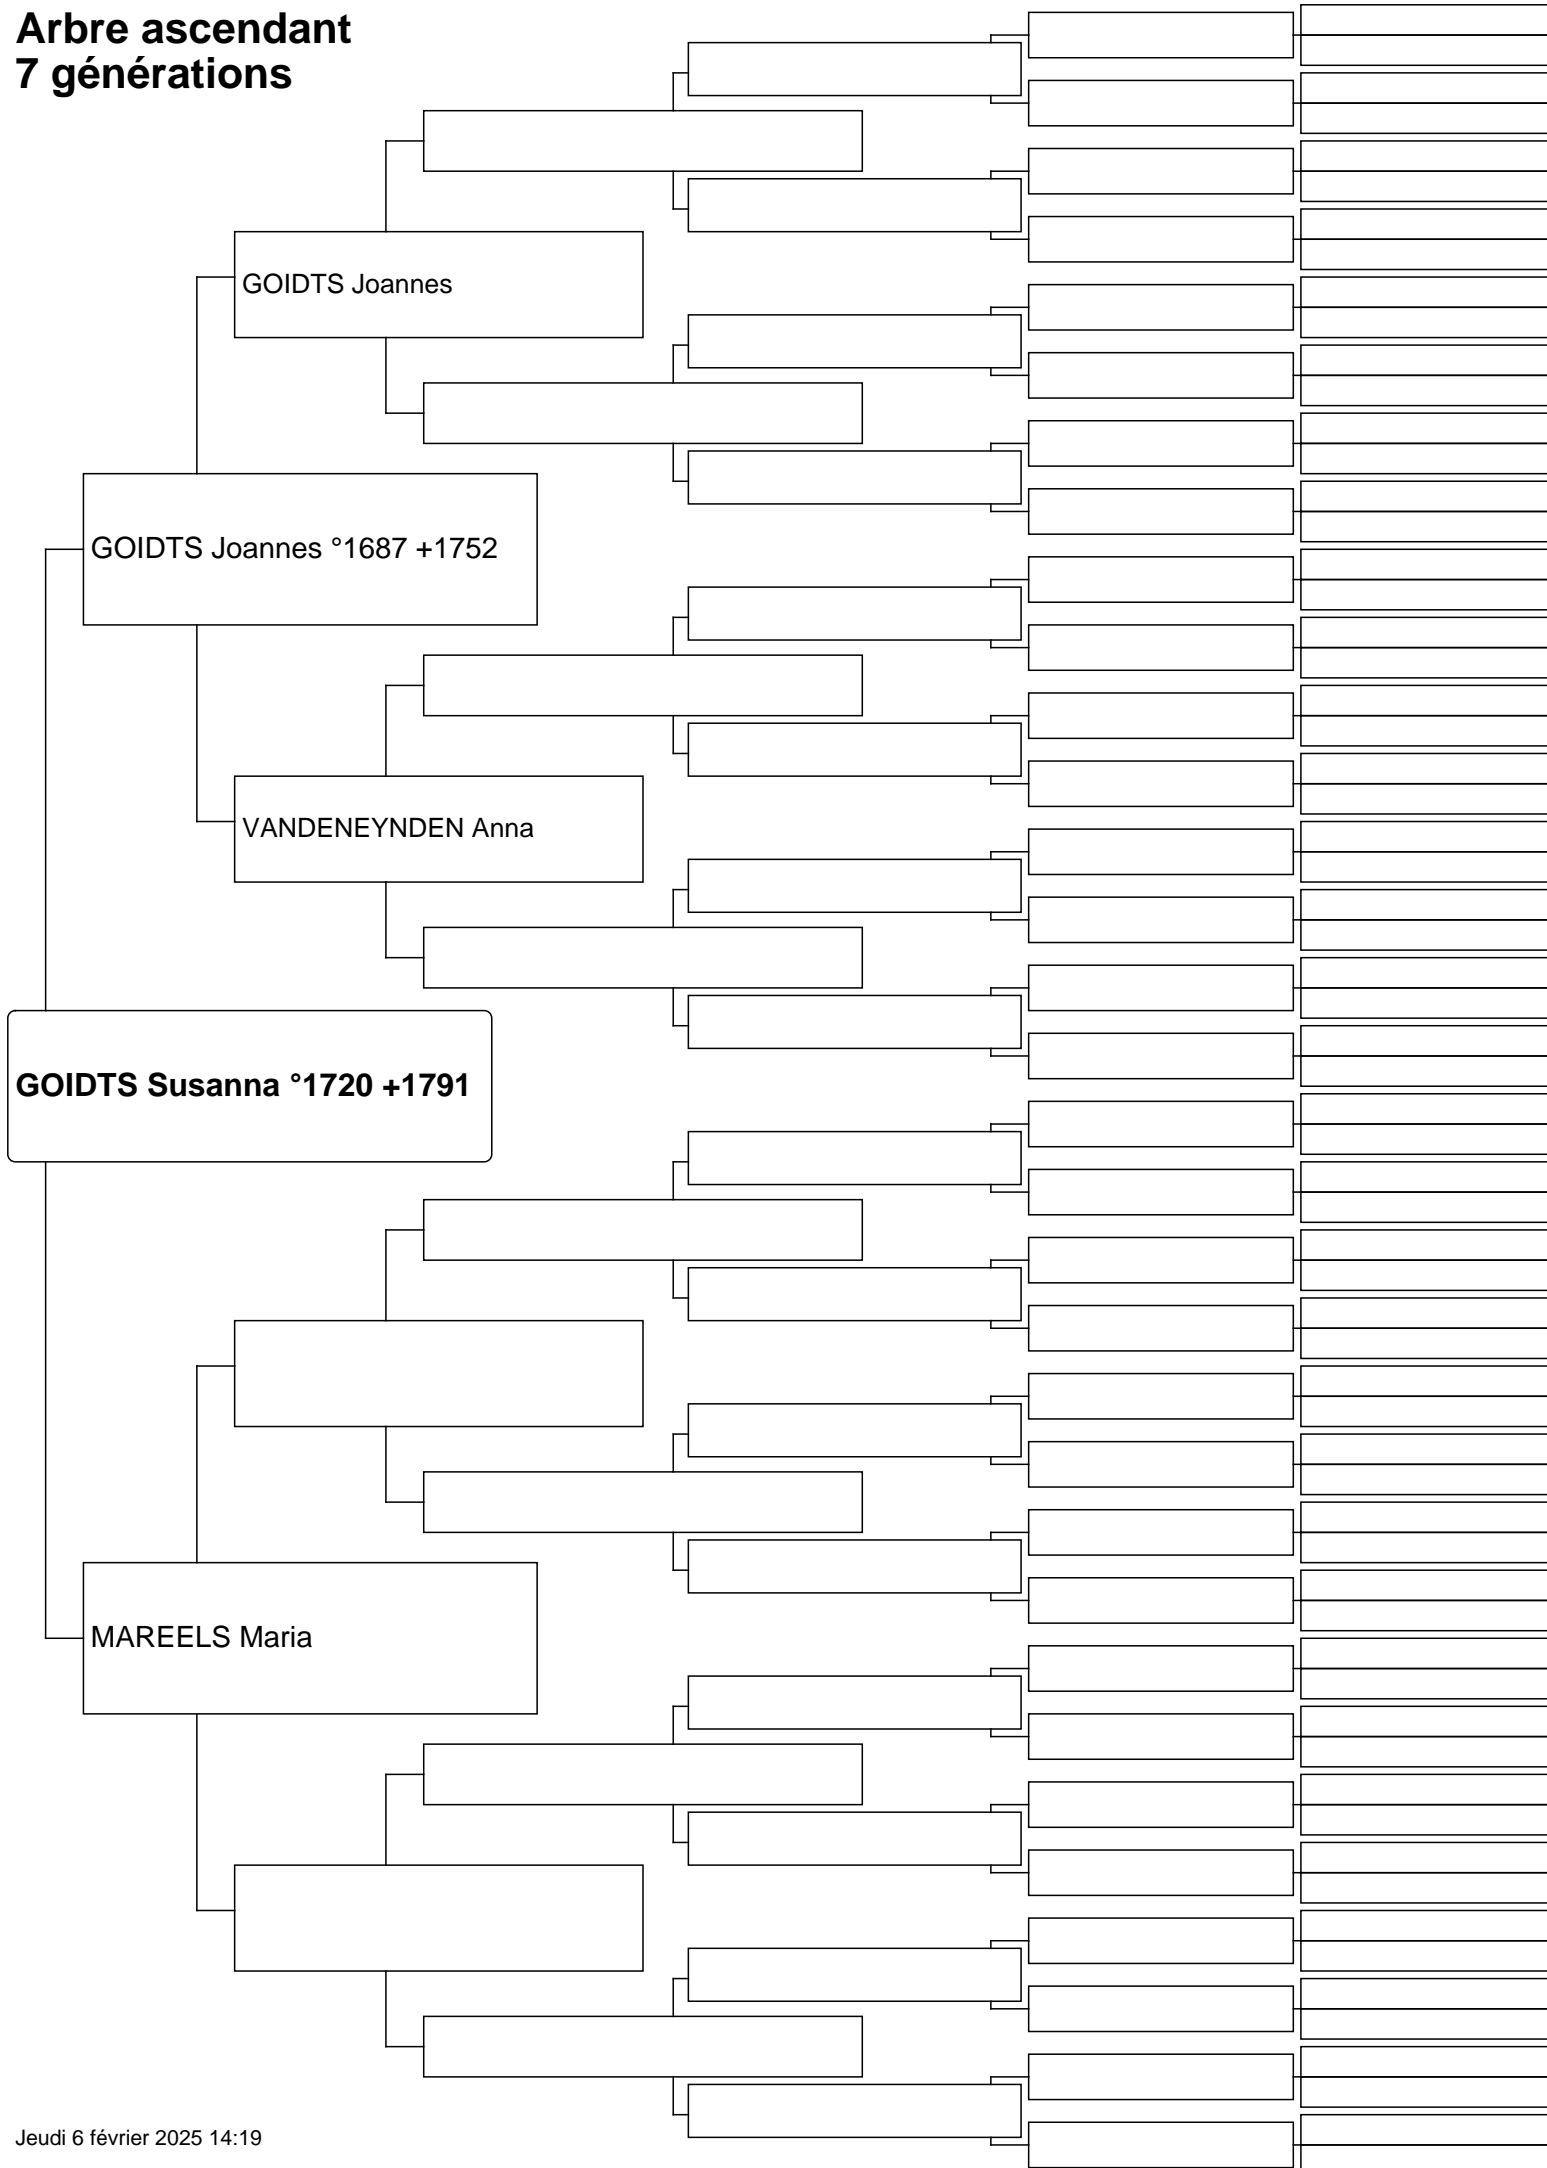 Arbre ascendant
7 générations
GOIDTS Joannes
GOIDTS Joannes °1687 +1752
VANDENEYNDEN Anna
GOIDTS Susanna °1720 +1791
MAREELS Maria
Jeudi 6 février 2025 14:19